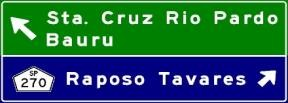 Sta. Cruz Rio Pardo
Bauru
SP
270
Raposo Tavares